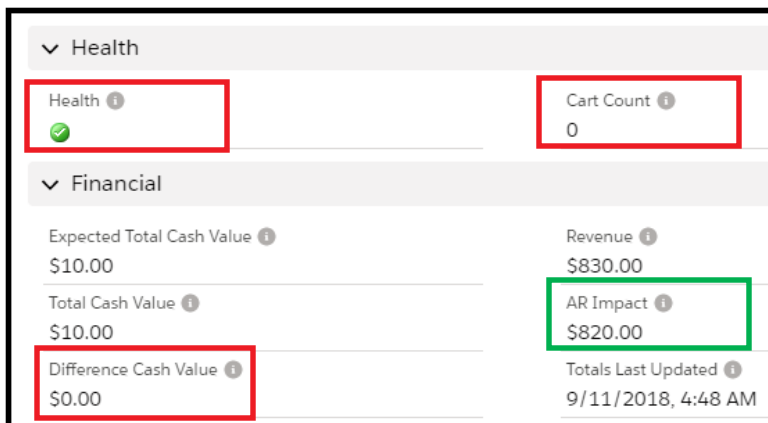 Health
Health
Cart Count
0
Financial
Expected Total Cash Value
$10.00
Revenue
$830.00
Total Cash Value
$10.00
AR Impact
$820.00
Difference Cash Value
$0.00
Totals Last Updated
9/11/2018, 4:48 AM